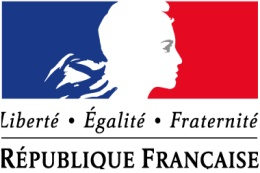 Liberté • Égalité • Fraternité
RÉPUBLIQUE FRANÇAISE